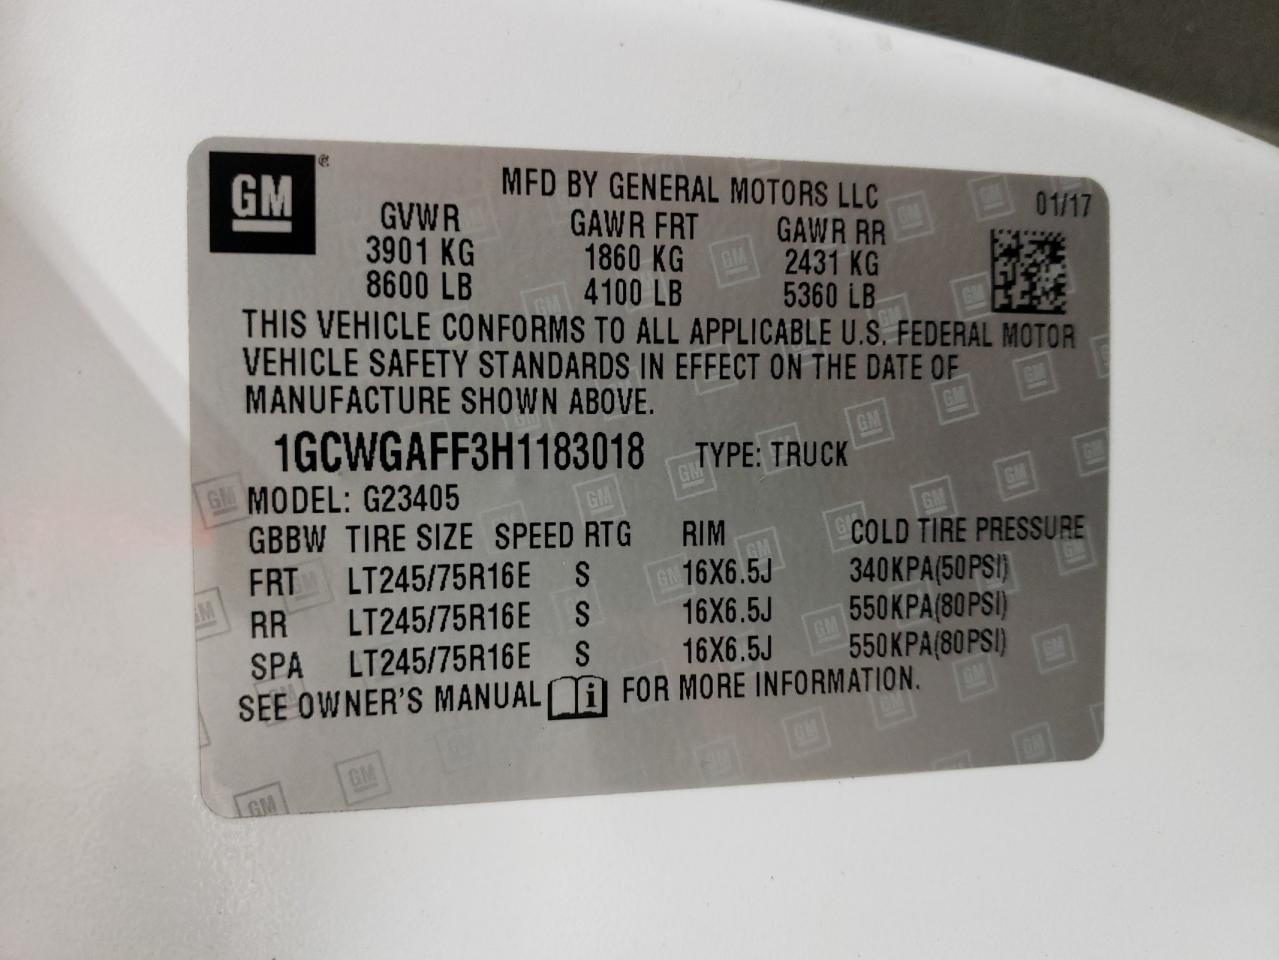 GM
MFD BY GENERAL MOTORS LLC
01/17
GVWR GAWR FRT GAWR RR
3901 KG 1860 KG 2431 KG
8600 LB 4100 LB 5360 LB
THIS VEHICLE CONFORMS TO ALL APPLICABLE U.S. FEDERAL MOTOR
VEHICLE SAFETY STANDARDS IN EFFECT ON THE DATE OF
MANUFACTURE SHOWN ABOVE.
1GCWGAFF3H1183018 TYPE: TRUCK
MODEL: G23405
GBBW TIRE SIZE SPEED RTG RIM COLD TIRE PRESSURE
FRT LT245/75R16E S 16X6.5J 340KPA(50PSI)
RR LT245/75R16E S 16X6.5J 550KPA(80PSI)
SPA LT245/75R16E S 16X6.5J 550KPA(80PSI)
SEE OWNER'S MANUAL i FOR MORE INFORMATION.